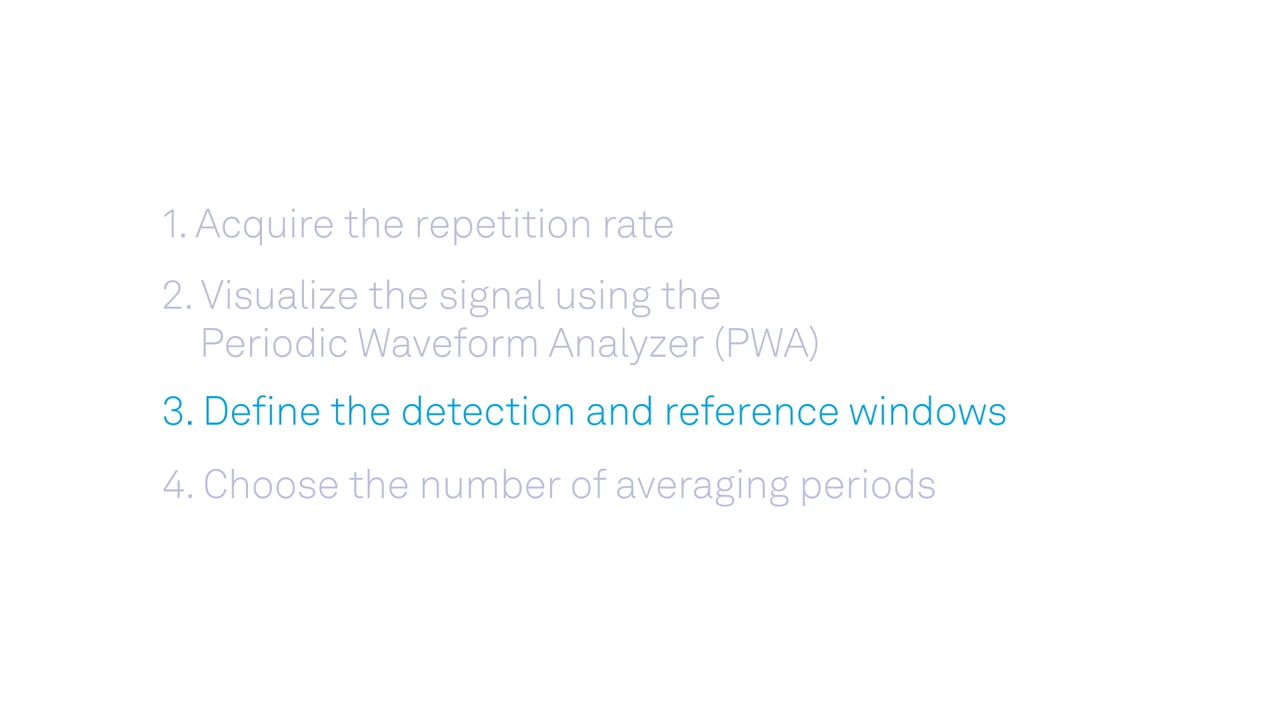 1. Acquire the repetition rate
2. Visualize the signal using the
Periodic Waveform Analyzer (PWA)
3. Define the detection and reference windows
4. Choose the number of averaging periods